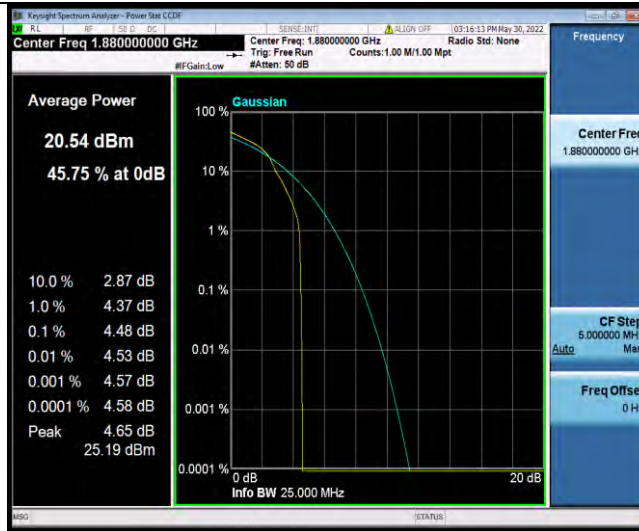 Keysight Spectrum Analyzer - Power Stat CCDF
RL RF 50 Ω DC SENSE:INT ALIGN OFF 03:16:13 PM May 30, 2022
Center Freq 1.880000000 GHz
Center Freq: 1.880000000 GHz Radio Std: None
Trig: Free Run Counts:1.00 M/1.00 Mpt
#IFGain:Low #Atten: 50 dB
Frequency
Average Power
20.54 dBm
45.75 % at 0dB
10.0 % 2.87 dB
1.0 % 4.37 dB
0.1 % 4.48 dB
0.01 % 4.53 dB
0.001 % 4.57 dB
0.0001 % 4.58 dB
Peak 4.65 dB
25.19 dBm
Gaussian
100 %
10 %
1 %
0.1 %
0.01 %
0.001 %
0.0001 %
0 dB 20 dB
Info BW 25.000 MHz
Center Fre
1.880000000 GH
CF Step
5.000000 MH
Auto Ma
Freq Offse
0 H
MSG STATUS